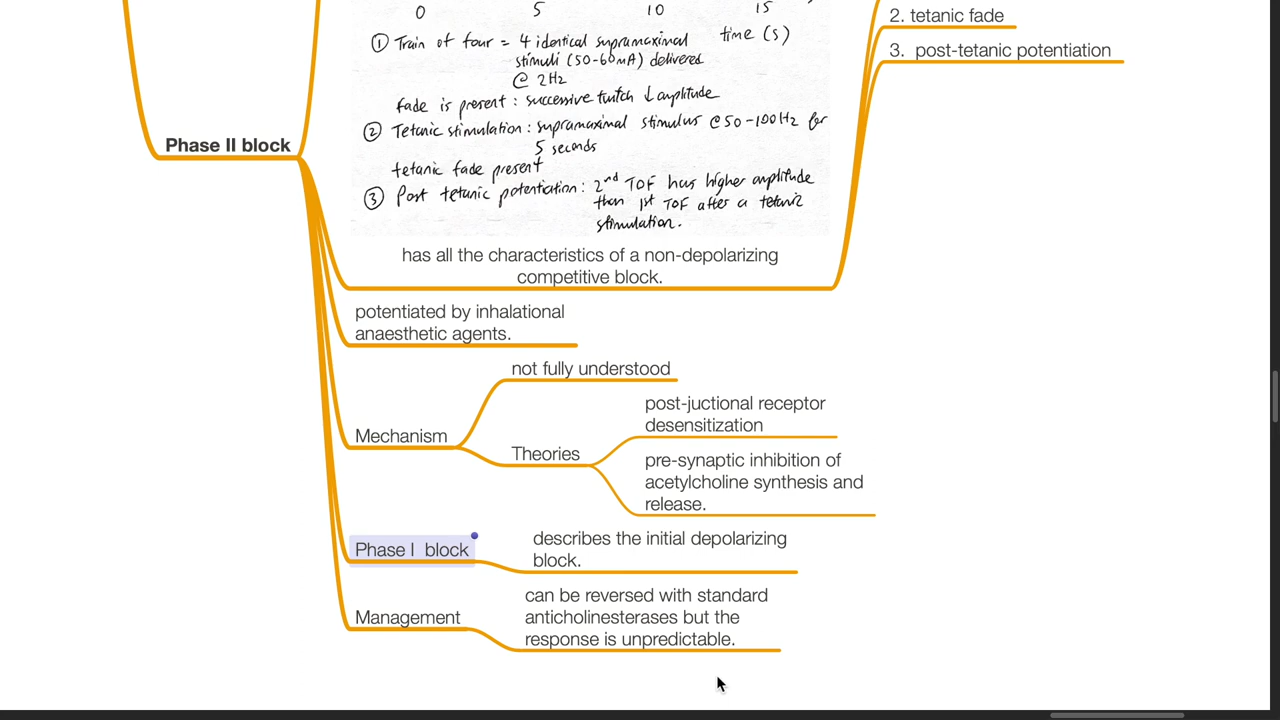 0 5 10 15
time (s)
① Train of four = 4 identical supramaximal
stimuli (50-60mA) delivered
@ 2Hz
fade is present : successive twitch ↓ amplitude
② Tetanic stimulation : supramaximal stimulus @ 50-100Hz for
5 seconds
tetanic fade present
③ Post tetanic potentiation : 2nd TOF has higher amplitude
than 1st TOF after a tetanic
stimulation.
2. tetanic fade
3. post-tetanic potentiation
Phase II block
has all the characteristics of a non-depolarizing
competitive block.
potentiated by inhalational
anaesthetic agents.
Mechanism
not fully understood
Theories
post-juctional receptor
desensitization
pre-synaptic inhibition of
acetylcholine synthesis and
release.
Phase I block
describes the initial depolarizing
block.
Management
can be reversed with standard
anticholinesterases but the
response is unpredictable.